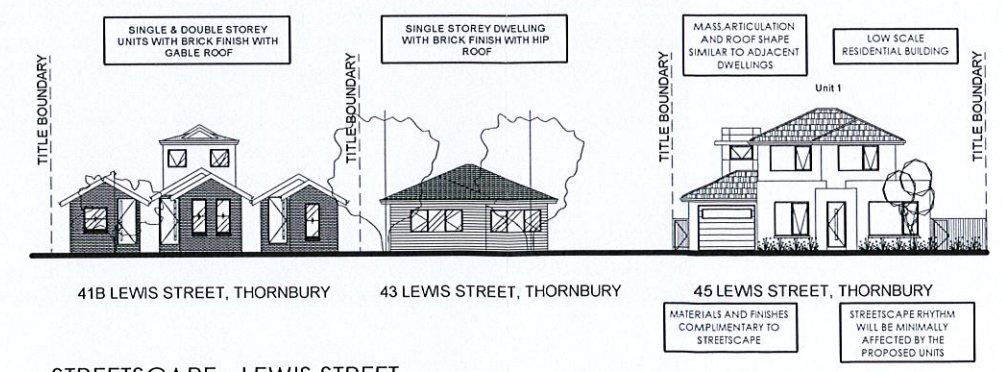 SINGLE & DOUBLE STOREY
UNITS WITH BRICK FINISH WITH
GABLE ROOF
SINGLE STOREY DWELLING
WITH BRICK FINISH WITH HIP
ROOF
MASS,ARTICULATION
AND ROOF SHAPE
SIMILAR TO ADJACENT
DWELLINGS
LOW SCALE
RESIDENTIAL BUILDING
TITLE BOUNDARY
TITLE BOUNDARY
TITLE BOUNDARY
TITLE BOUNDARY
Unit 1
41B LEWIS STREET, THORNBURY
43 LEWIS STREET, THORNBURY
45 LEWIS STREET, THORNBURY
MATERIALS AND FINISHES
COMPLIMENTARY TO
STREETSCAPE
STREETSCAPE RHYTHM
WILL BE MINIMALLY
AFFECTED BY THE
PROPOSED UNITS
STREETSCAPE - LEWIS STREET